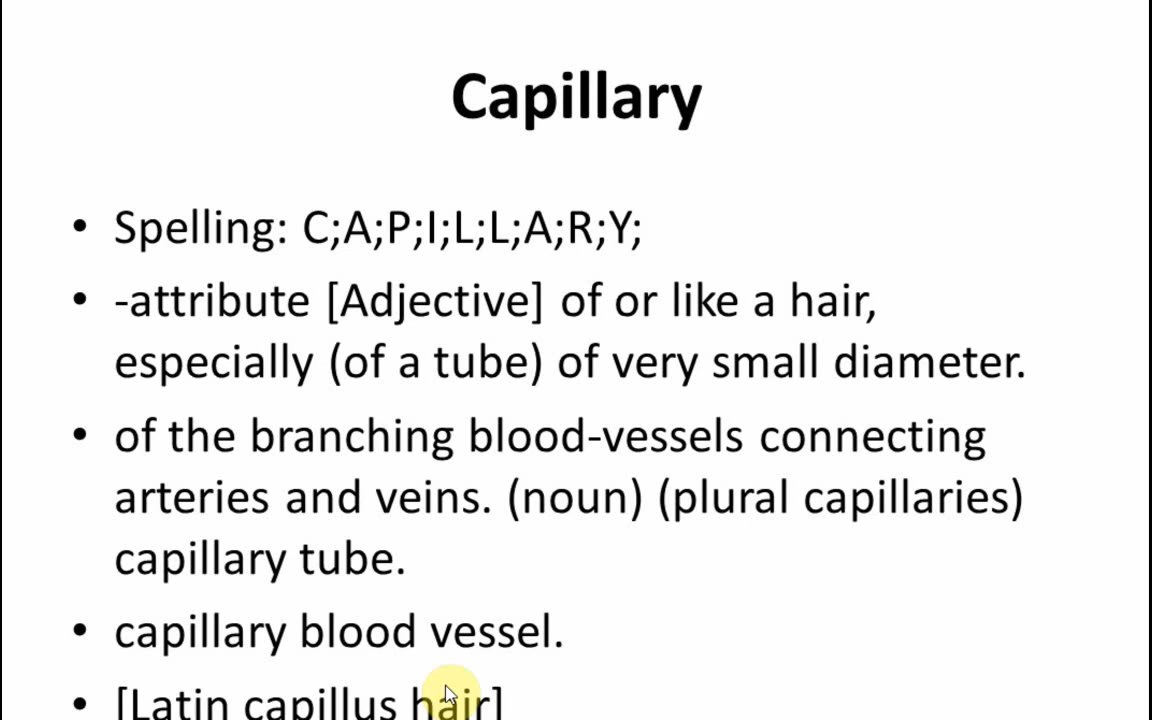 Capillary
• Spelling: C;A;P;I;L;L;A;R;Y;
• -attribute [Adjective] of or like a hair,
especially (of a tube) of very small diameter.
• of the branching blood-vessels connecting
arteries and veins. (noun) (plural capillaries)
capillary tube.
• capillary blood vessel.
• [Latin capillus hair]